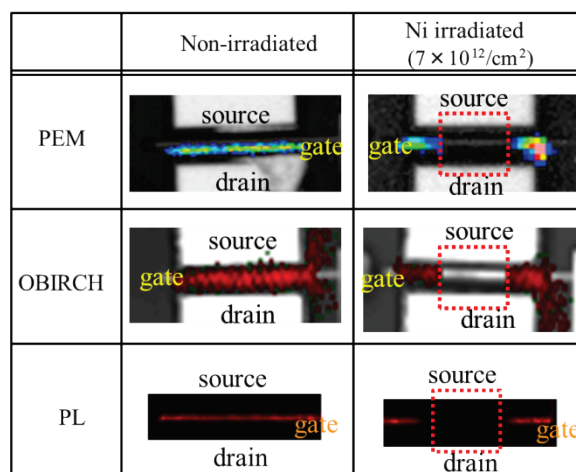 Non-irradiated
Ni irradiated
(7 × 10¹²/cm²)
PEM
source
gate
drain
source
gate
drain
OBIRCH
source
gate
drain
source
gate
drain
PL
source
gate
drain
source
gate
drain